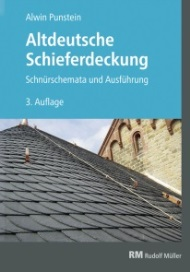 Alwin Punstein
Altdeutsche
Schieferdeckung
Schnürschemata und Ausführung
3. Auflage
RM Rudolf Müller